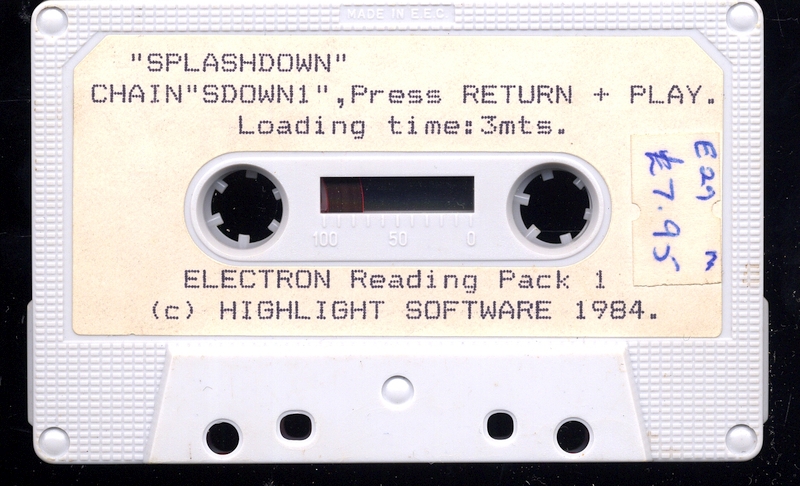 MADE IN E.E.C.
"SPLASHDOWN"
CHAIN"SDOWN1",Press RETURN + PLAY.
Loading time:3mts.
100 50 0
ELECTRON Reading Pack 1
(c) HIGHLIGHT SOFTWARE 1984.
E29
£7.95